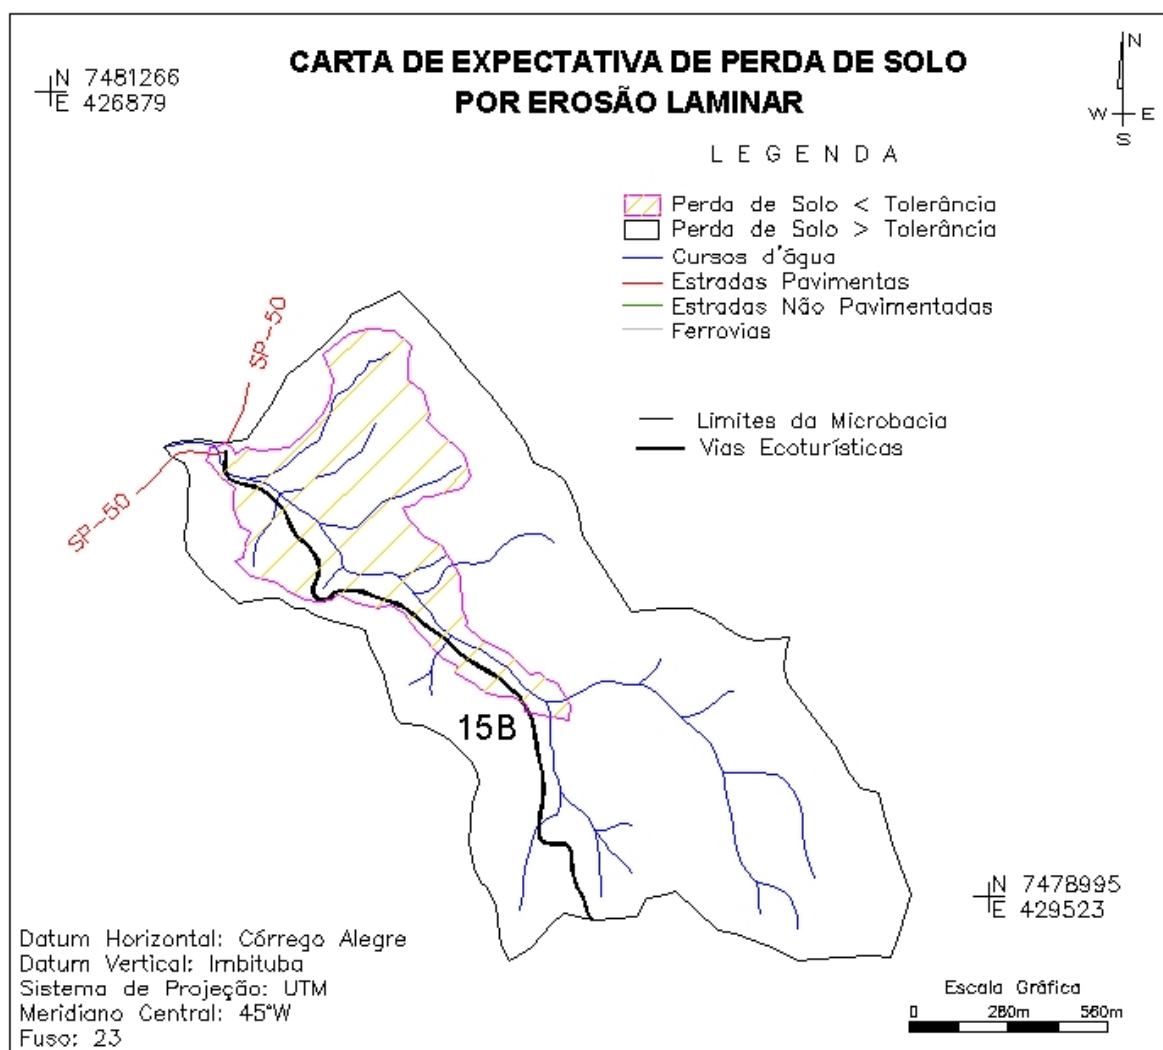 CARTA DE EXPECTATIVA DE PERDA DE SOLO
POR EROSÃO LAMINAR
N 7481266
E 426879
N
W E
S
LEGENDA
Perda de Solo < Tolerância
Perda de Solo > Tolerância
Cursos d'água
Estradas Pavimentas
Estradas Não Pavimentadas
Ferrovias
Limites da Microbacia
Vias Ecoturísticas
SP-50
SP-50
15B
N 7478995
E 429523
Datum Horizontal: Córrego Alegre
Datum Vertical: Imbituba
Sistema de Projeção: UTM
Meridiano Central: 45°W
Fuso: 23
Escala Gráfica
0 280m 560m